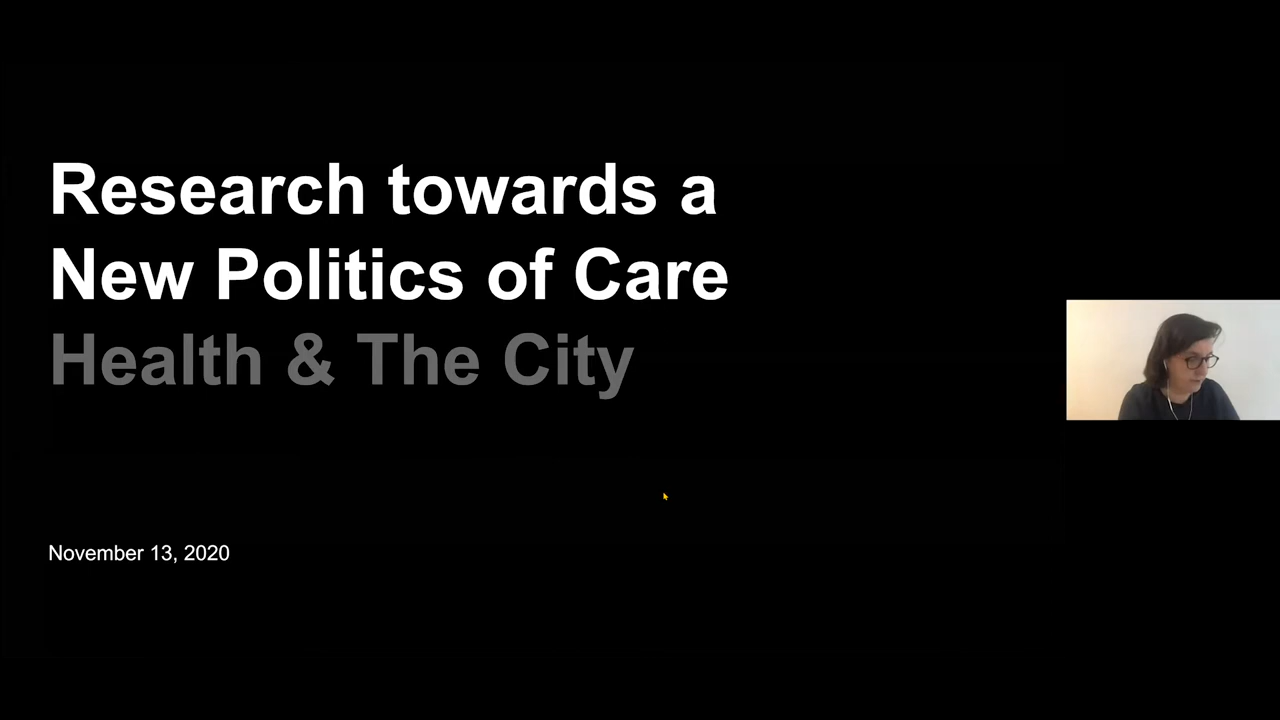 Research towards a
New Politics of Care
Health & The City
November 13, 2020